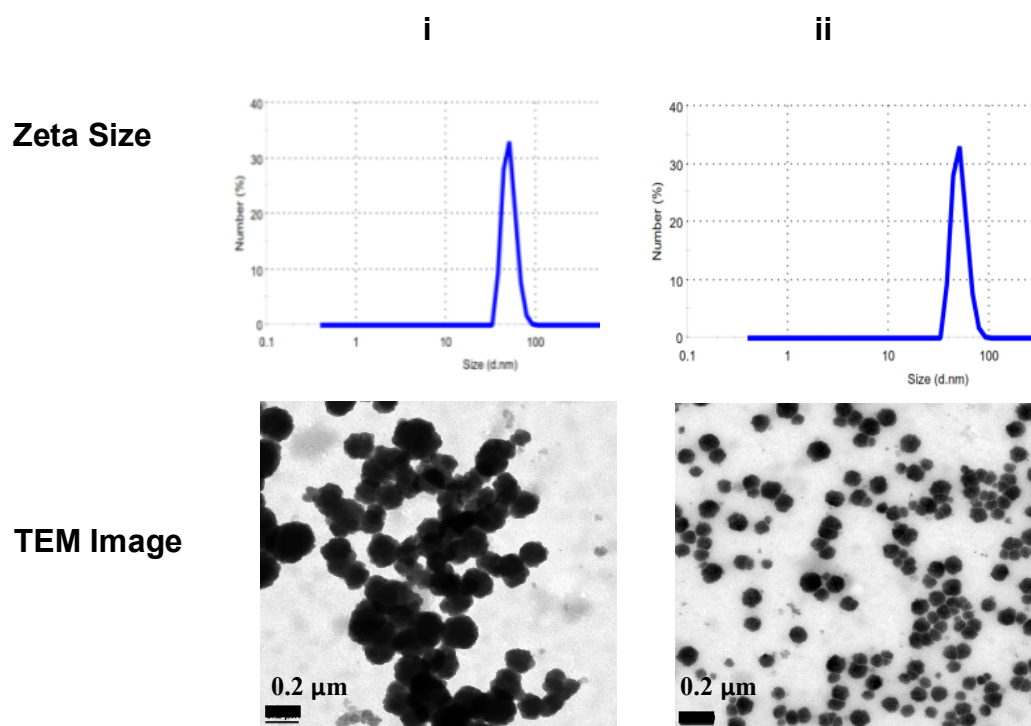 i ii
Zeta Size
40
30
20
10
0
Number (%)
0.1 1 10 100
Size (d.nm)
40
30
20
10
0
Number (%)
0.1 1 10 100
Size (d.nm)
TEM Image
0.2 μm
0.2 μm